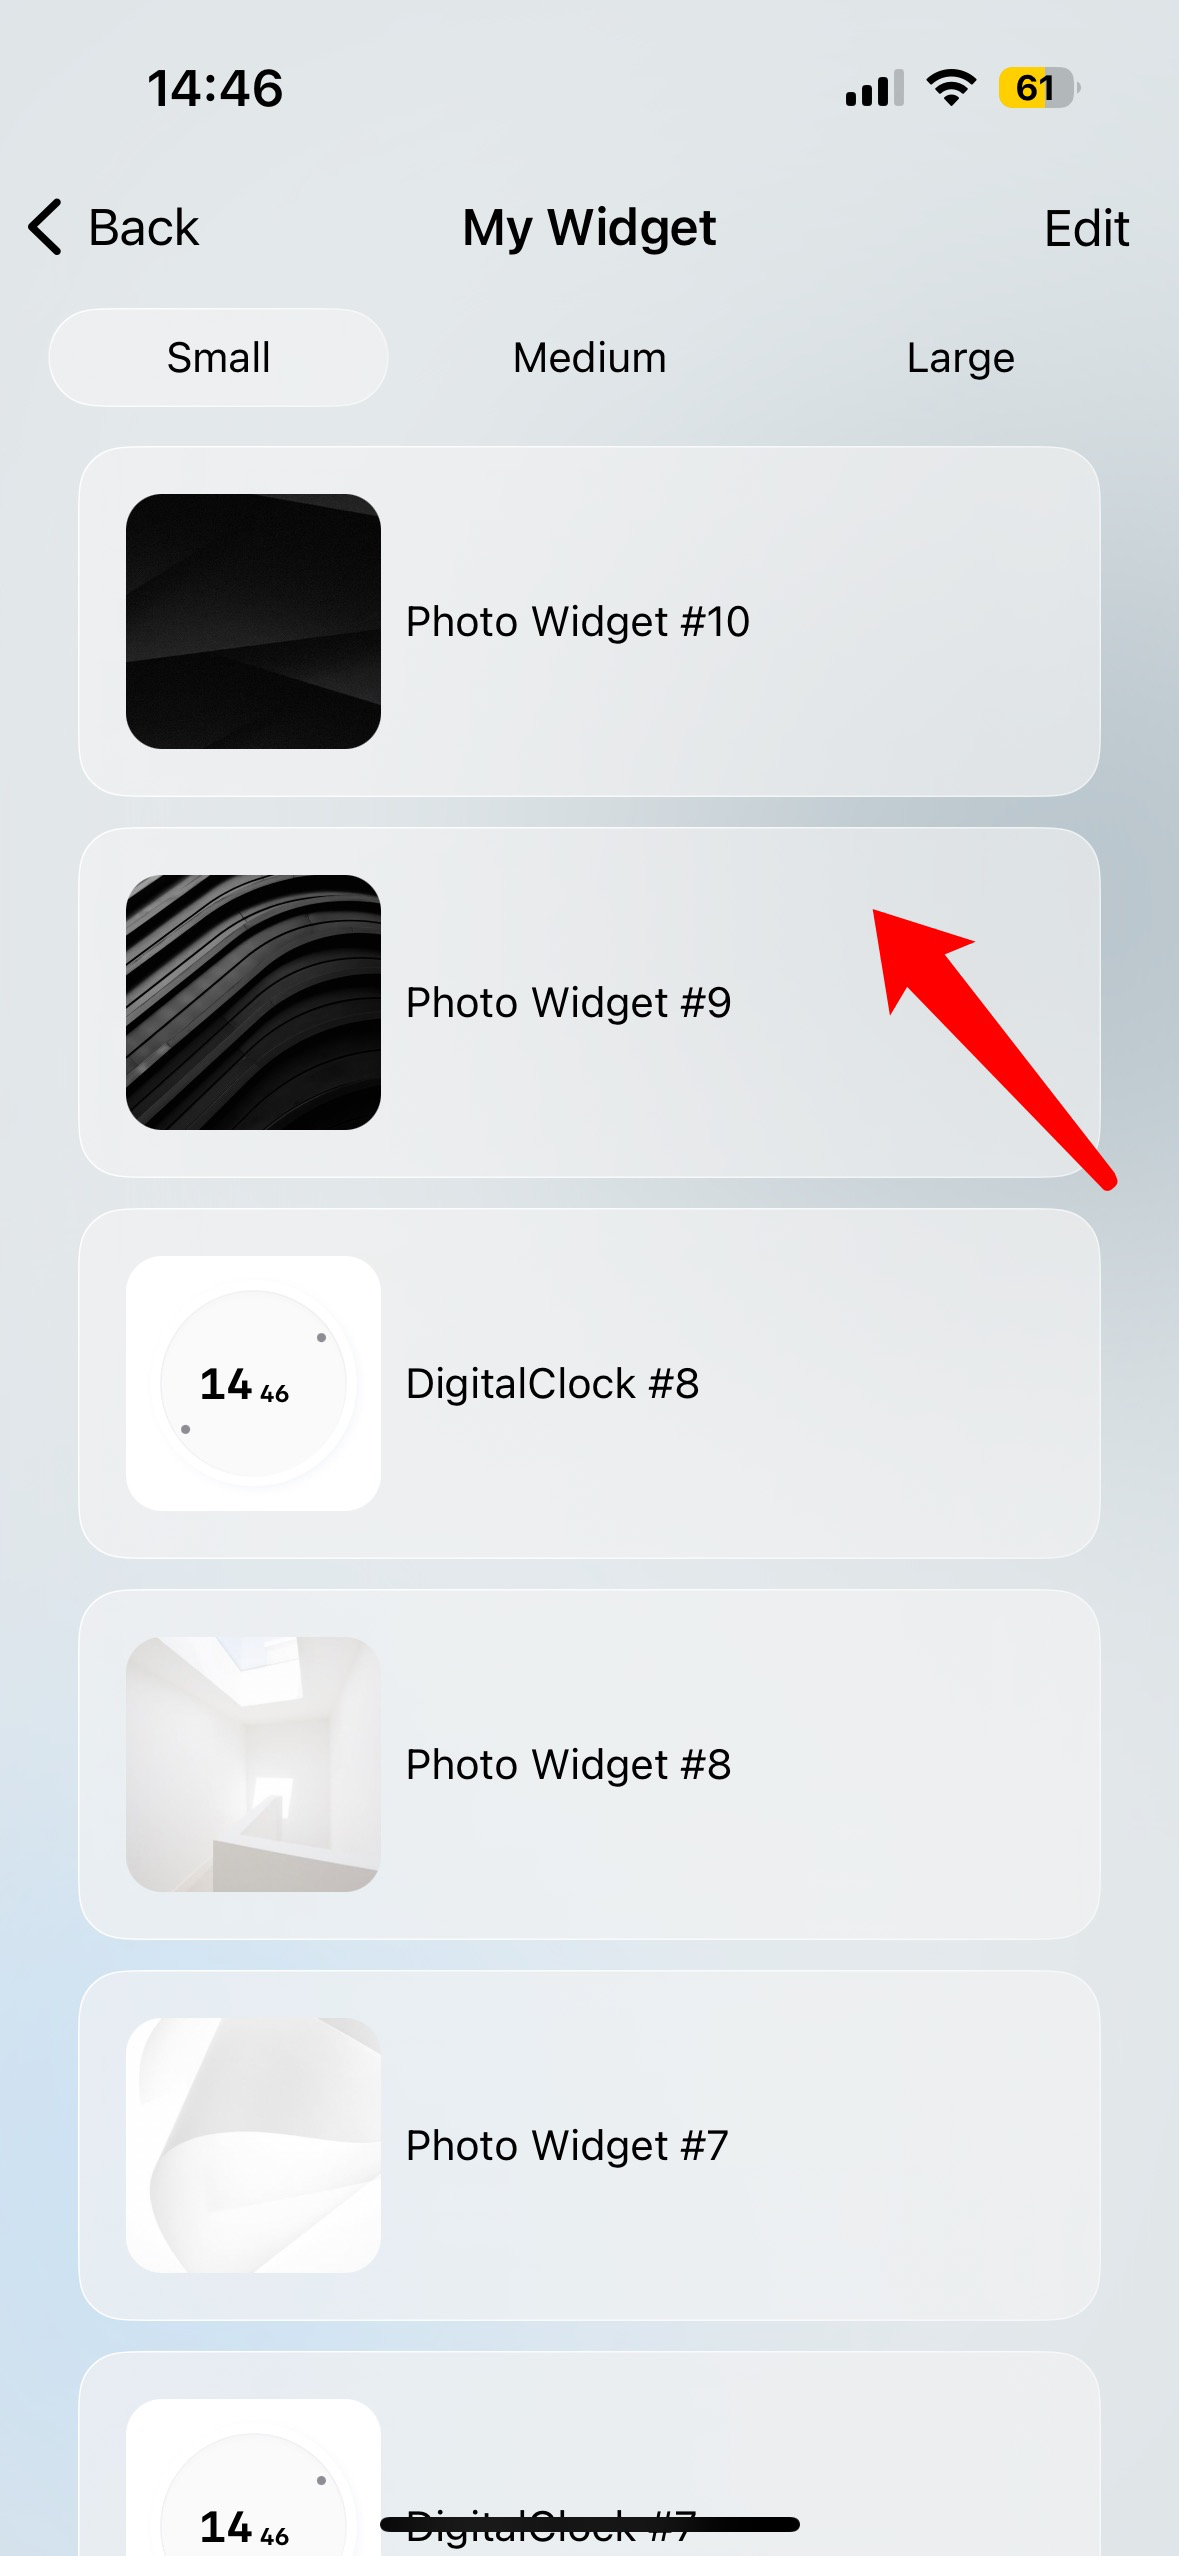 14:46
61
Back
My Widget
Edit
Small
Medium
Large
Photo Widget #10
Photo Widget #9
14 46
DigitalClock #8
Photo Widget #8
Photo Widget #7
14 46
DigitalClock #7